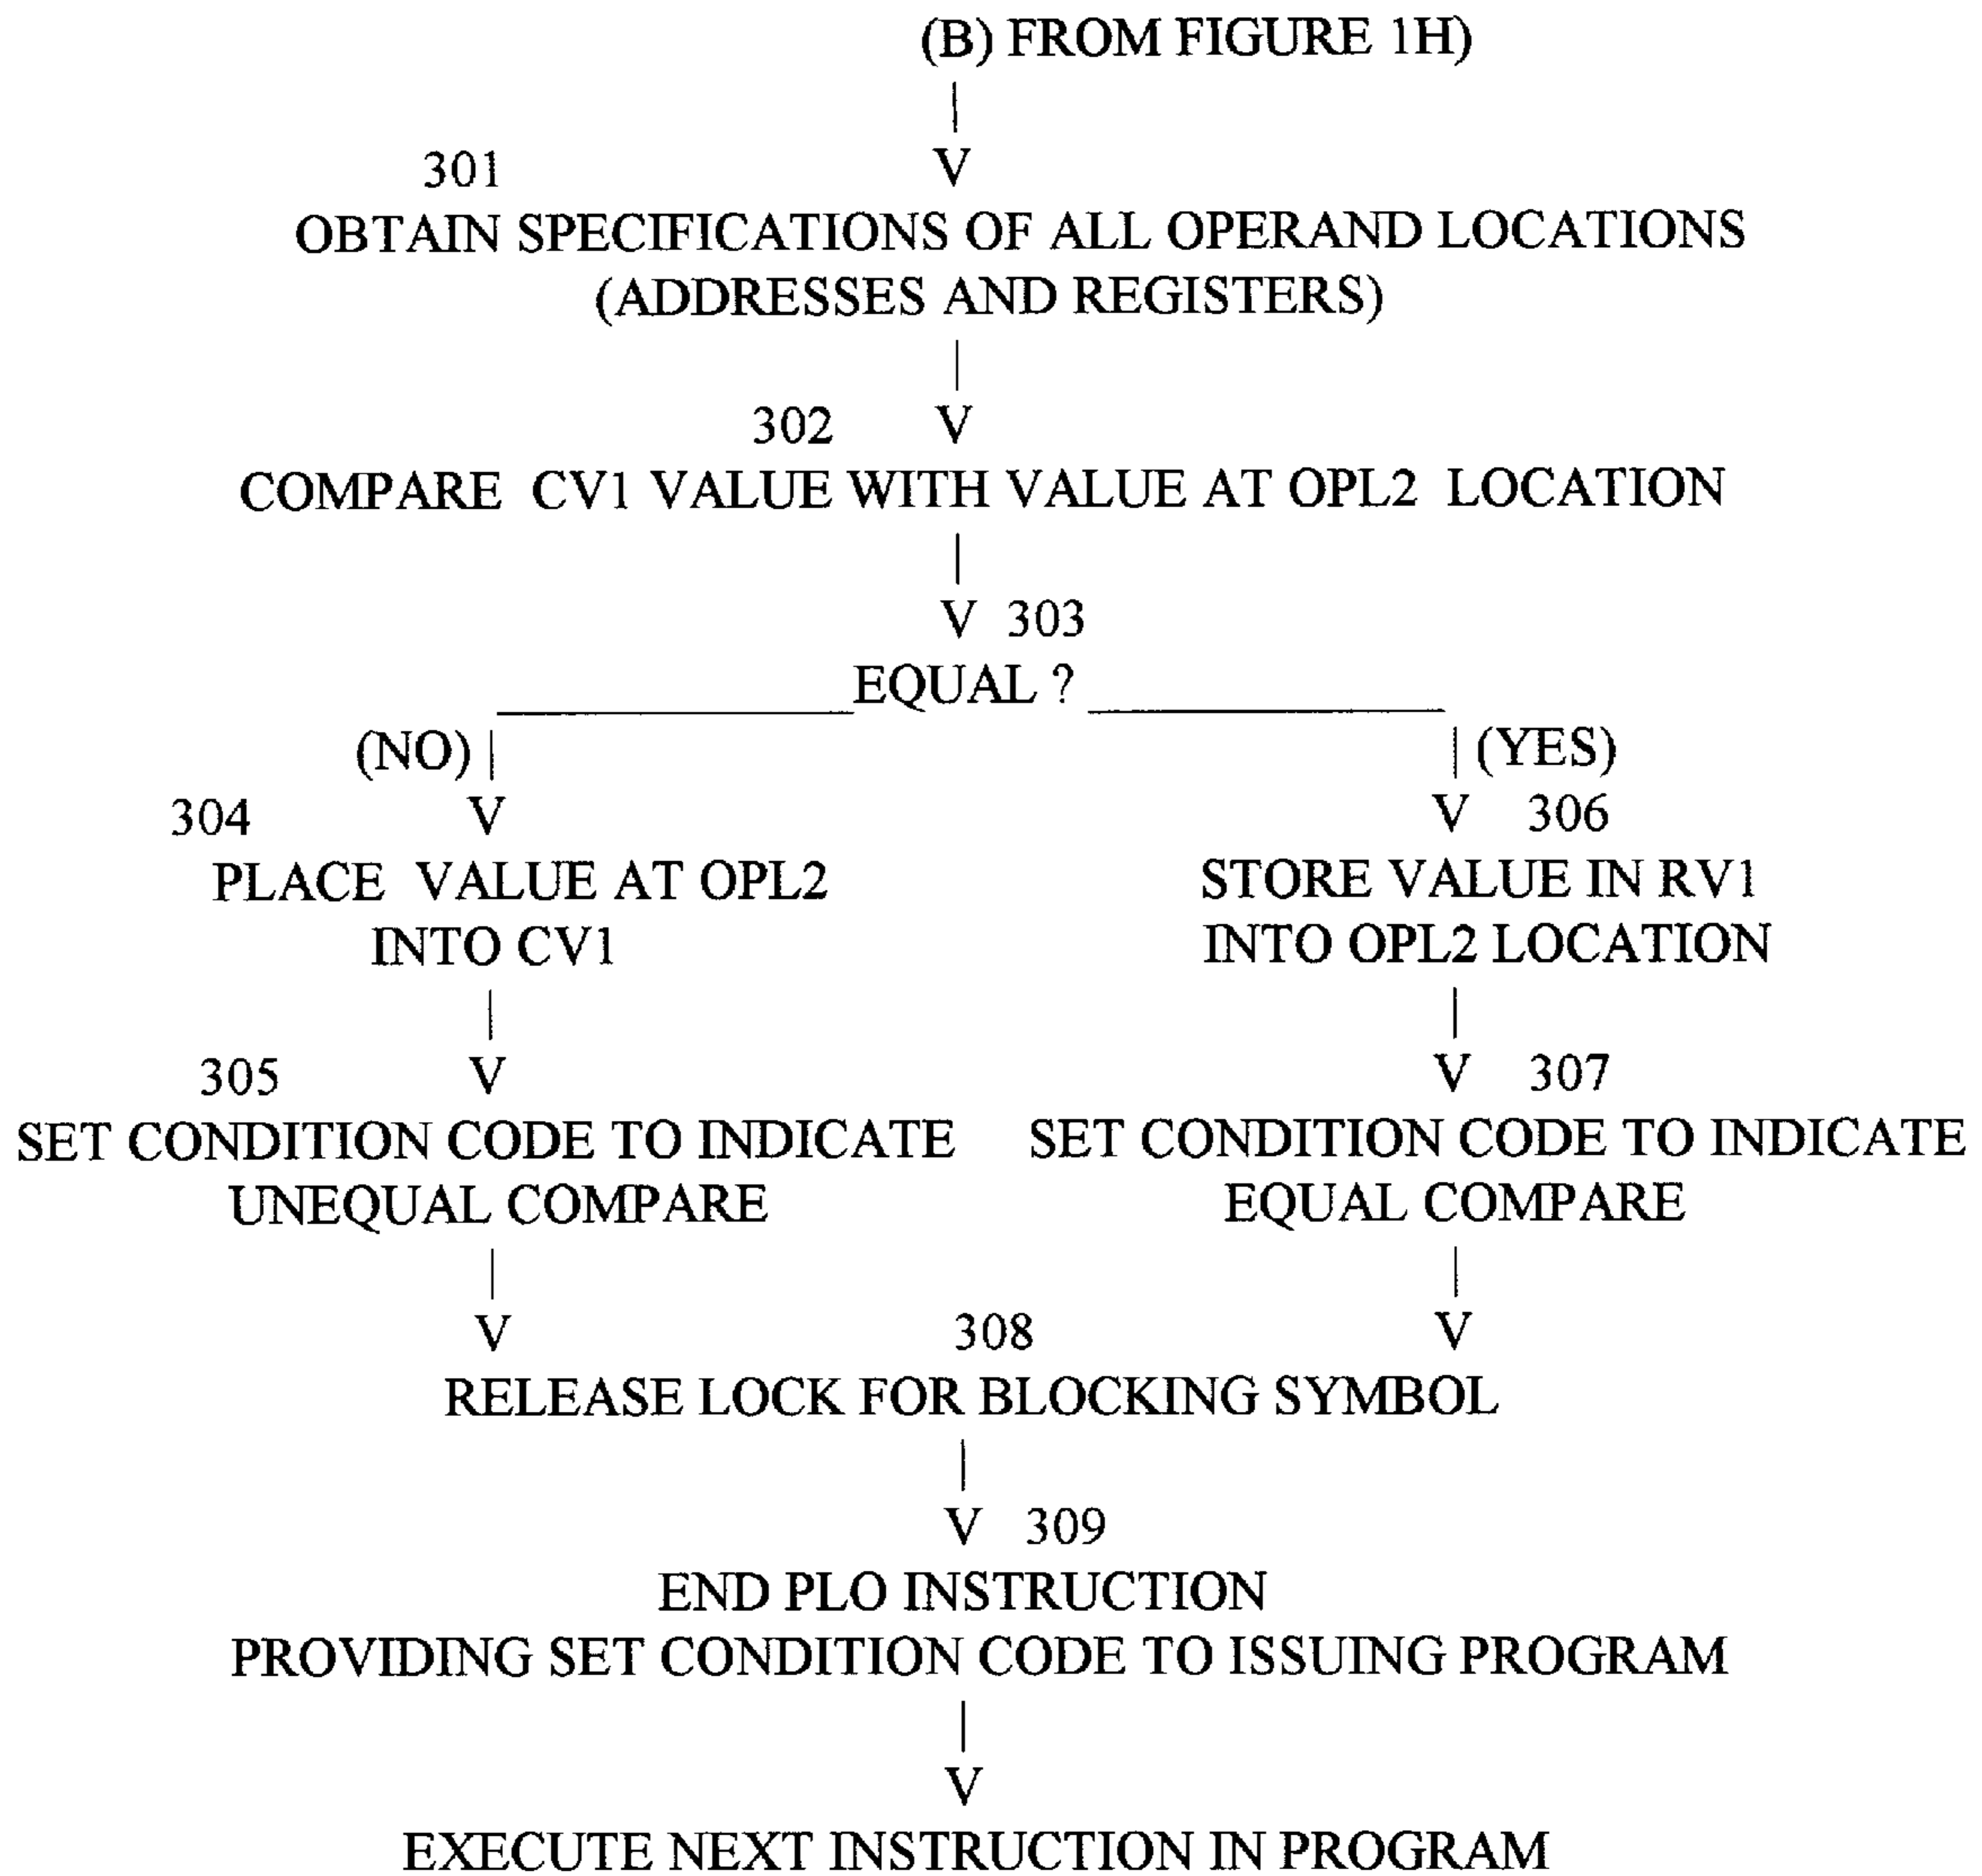 (B) FROM FIGURE 1H)
301
OBTAIN SPECIFICATIONS OF ALL OPERAND LOCATIONS
(ADDRESSES AND REGISTERS)
302
COMPARE CV1 VALUE WITH VALUE AT OPL2 LOCATION
303
EQUAL ?
(NO) (YES)
304 306
PLACE VALUE AT OPL2 STORE VALUE IN RV1
INTO CV1 INTO OPL2 LOCATION
305 307
SET CONDITION CODE TO INDICATE SET CONDITION CODE TO INDICATE
UNEQUAL COMPARE EQUAL COMPARE
308
RELEASE LOCK FOR BLOCKING SYMBOL
309
END PLO INSTRUCTION
PROVIDING SET CONDITION CODE TO ISSUING PROGRAM
EXECUTE NEXT INSTRUCTION IN PROGRAM